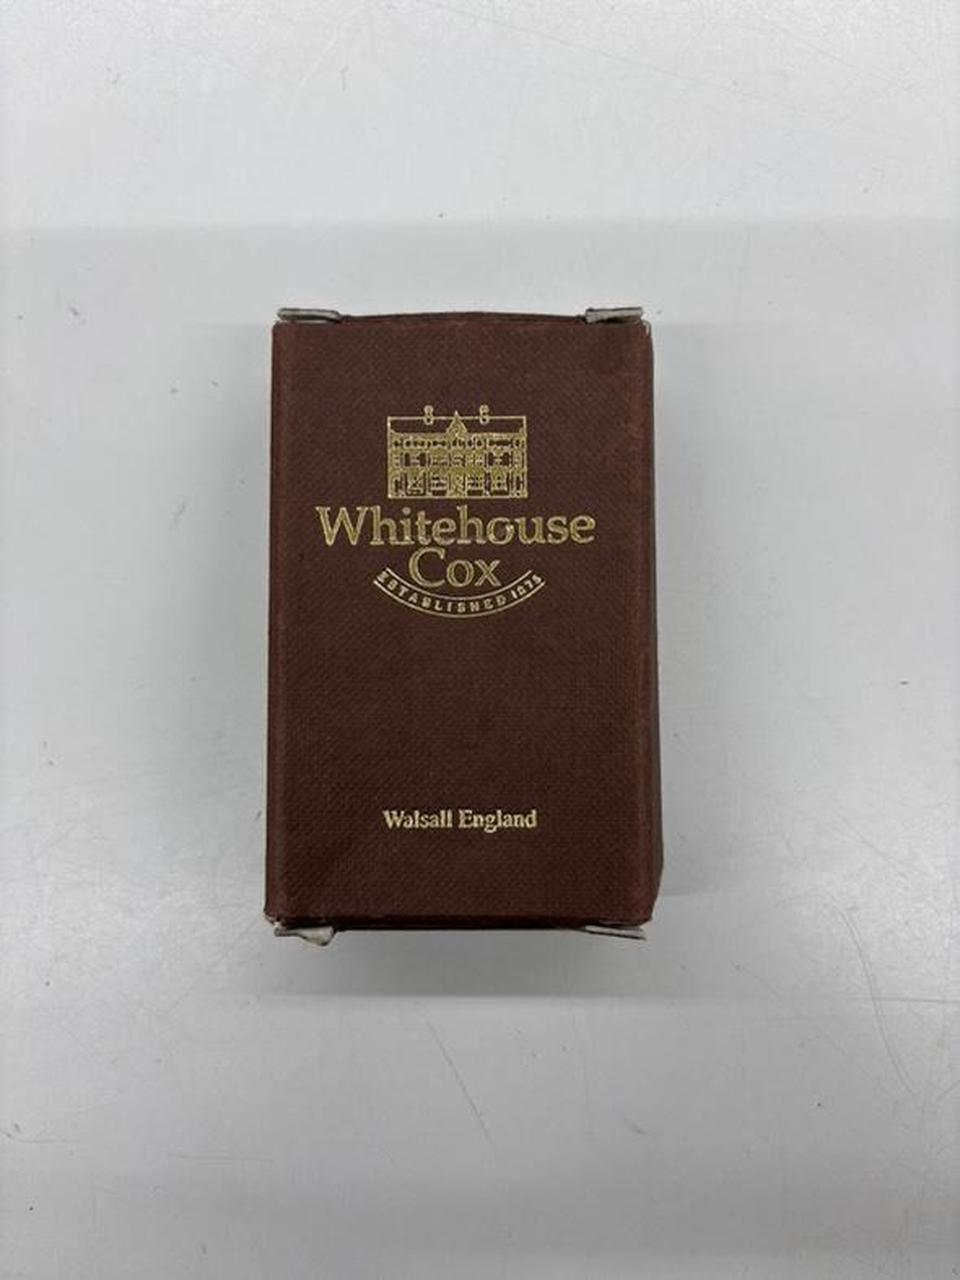 Whitehouse
Cox
ESTABLISHED 1875
Walsall England